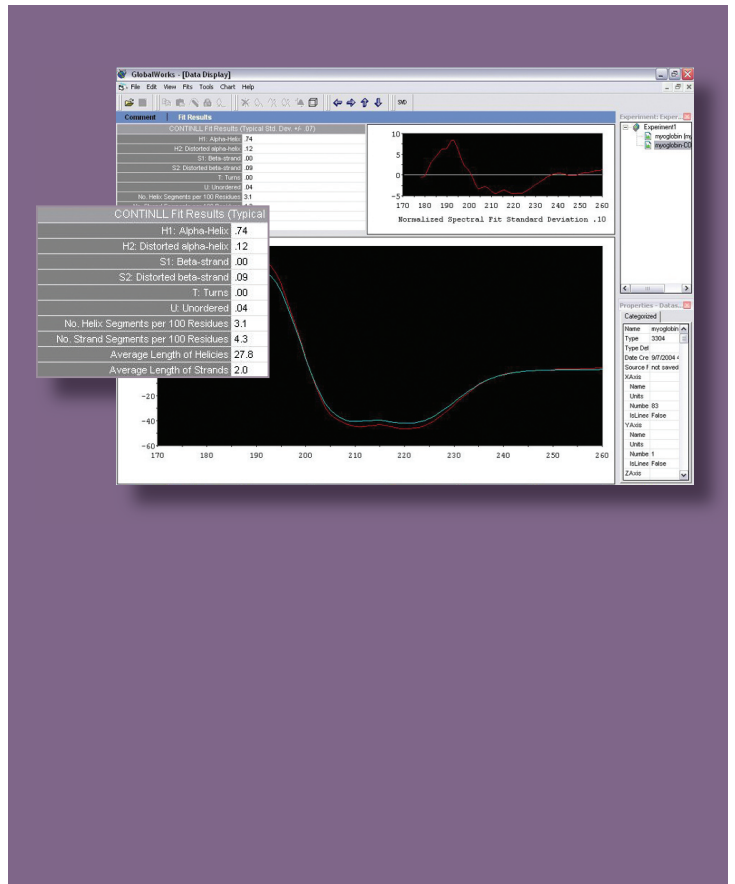 GlobalWorks - [Data Display]
File Edit View Fits Tools Chart Help
SVD
Comment Fit Results
CONTINLL Fit Results (Typical Std. Dev. +/- .07)
H1: Alpha-Helix .74
H2: Distorted alpha-helix .12
S1: Beta-strand .00
S2: Distorted beta-strand .09
T: Turns .00
U: Unordered .04
No. Helix Segments per 100 Residues 3.1
10
5
0
-5
170 180 190 200 210 220 230 240 250 260
Normalized Spectral Fit Standard Deviation .10
CONTINLL Fit Results (Typical
H1: Alpha-Helix .74
H2: Distorted alpha-helix .12
S1: Beta-strand .00
S2: Distorted beta-strand .09
T: Turns .00
U: Unordered .04
No. Helix Segments per 100 Residues 3.1
No. Strand Segments per 100 Residues 4.3
Average Length of Helicies 27.8
Average Length of Strands 2.0
-20
-40
-60
170 180 190 200 210 220 230 240 250 260
Experiment: Exper...
Experiment1
myoglobin (my
myoglobin-CO
Properties - Datas...
Categorized
Name myoglobin
Type 3304
Type Det
Date Cre 9/7/2004 4
Source F not saved
XAxis
Name
Units
Numbe 83
IsLinea False
YAxis
Name
Units
Numbe 1
IsLinea False
ZAxis